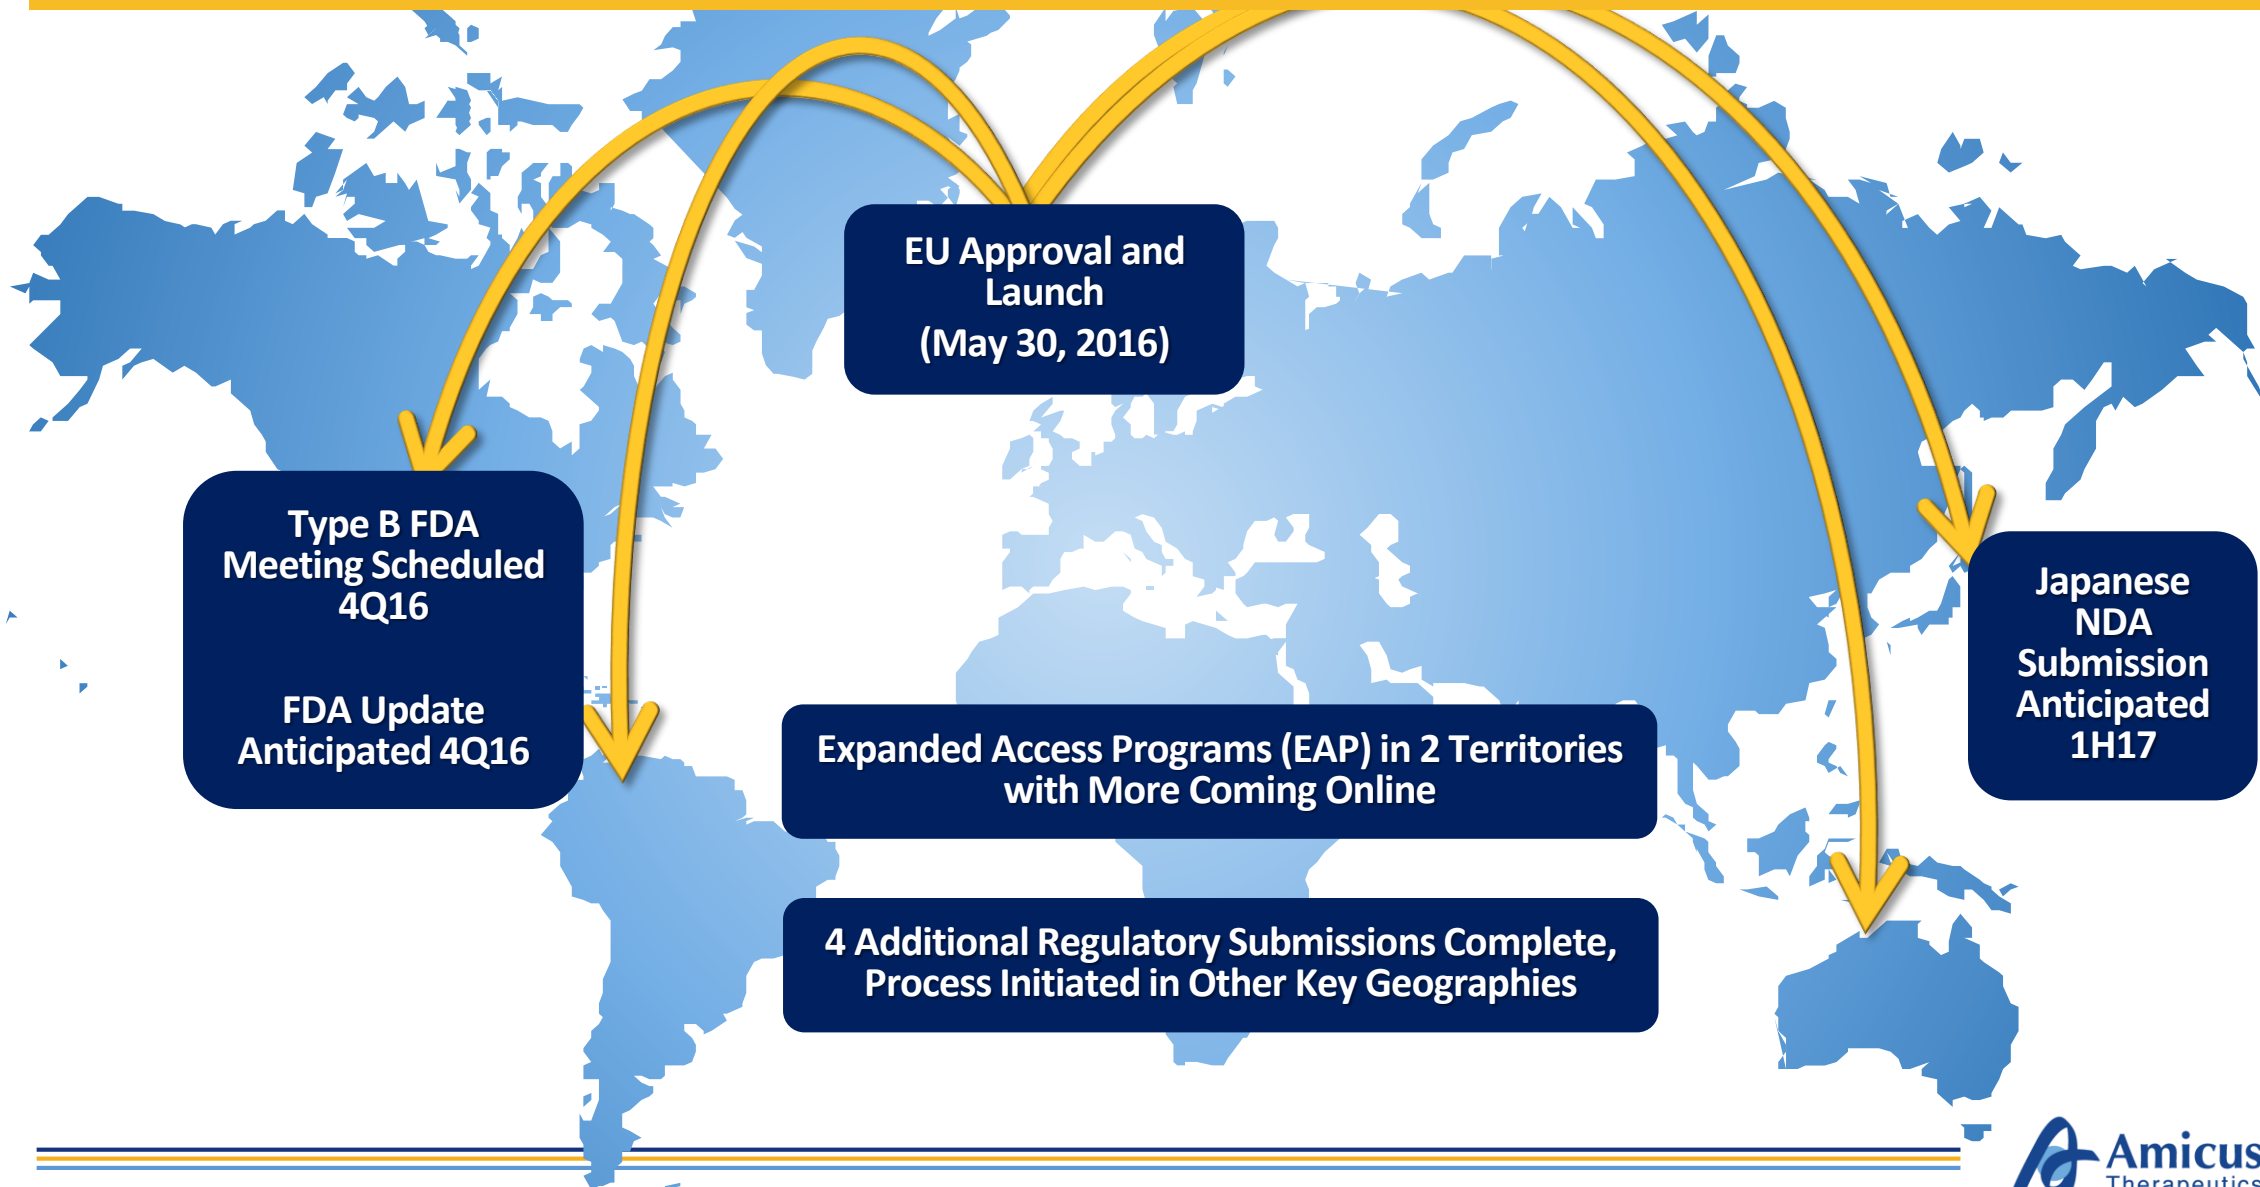 EU Approval and
Launch
(May 30, 2016)
Type B FDA
Meeting Scheduled
4Q16
FDA Update
Anticipated 4Q16
Japanese
NDA
Submission
Anticipated
1H17
Expanded Access Programs (EAP) in 2 Territories
with More Coming Online
4 Additional Regulatory Submissions Complete,
Process Initiated in Other Key Geographies
Amicus
Therapeutics